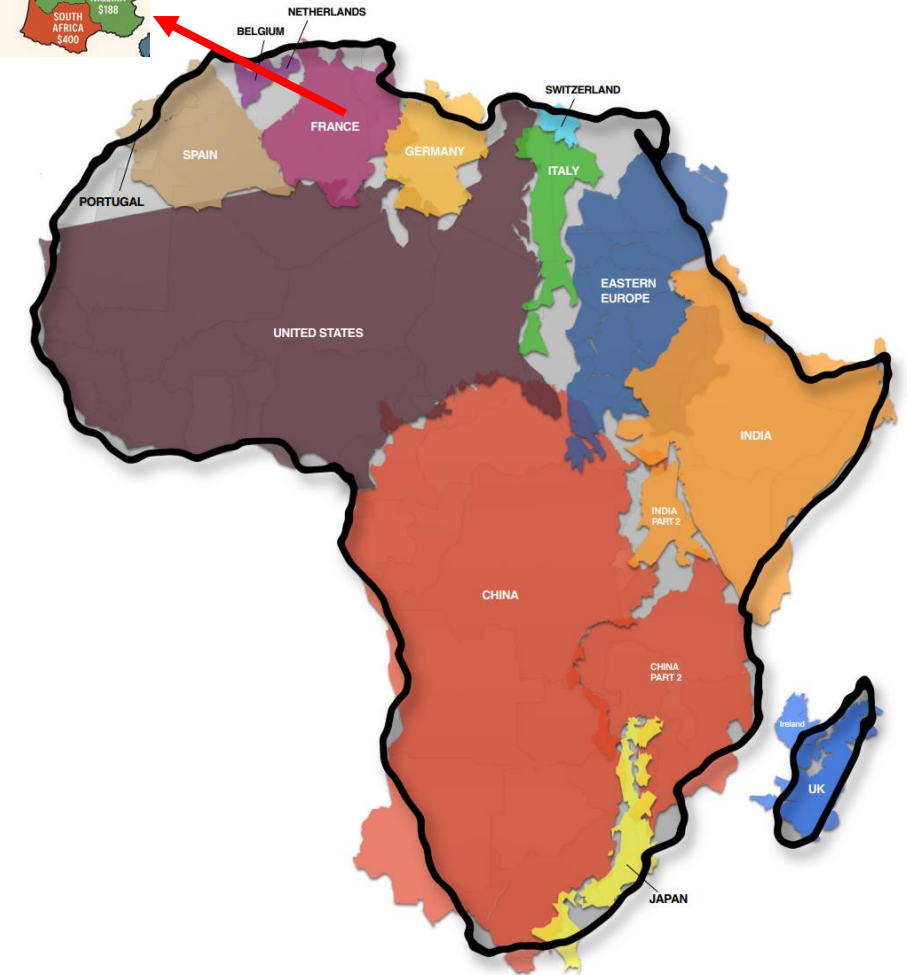 $188
SOUTH
AFRICA
$400
NETHERLANDS
BELGIUM
SWITZERLAND
FRANCE
SPAIN
GERMANY
ITALY
PORTUGAL
EASTERN
EUROPE
UNITED STATES
INDIA
INDIA
PART 2
CHINA
CHINA
PART 2
Ireland
UK
JAPAN